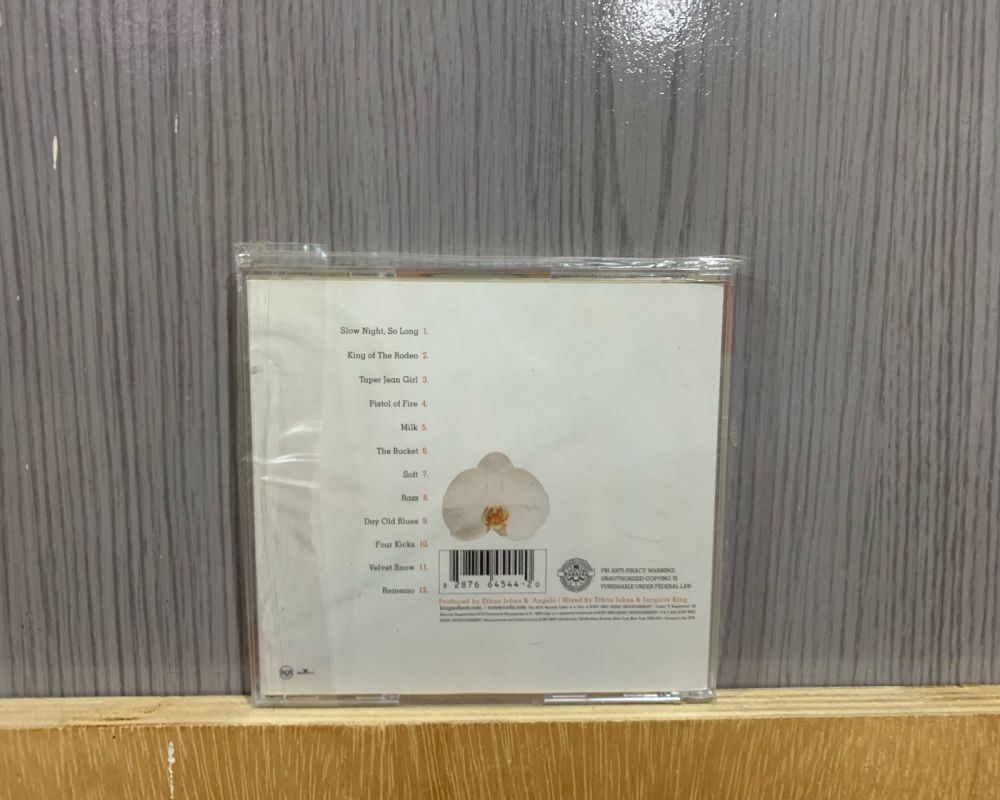 Slow Night, So Long 1.
King of The Rodeo 2.
Taper Jean Girl 3.
Pistol of Fire 4.
Milk 5.
The Bucket 6.
Soft 7.
Razz 8.
Day Old Blues 9.
Four Kicks 10.
Velvet Snow 11.
Rememo 12.
8 2876 64544-2 0
FBI ANTI-PIRACY WARNING:
UNAUTHORIZED COPYING IS
PUNISHABLE UNDER FEDERAL LAW
Produced by Ethan Johns & Angelo / Mixed by Ethan Johns & Jacquire King